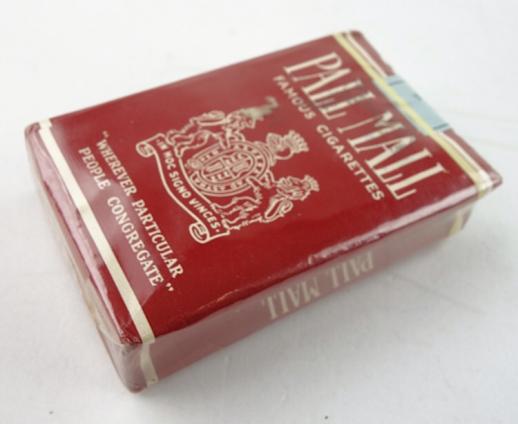 PALL MALL
FAMOUS CIGARETTES
"IN HOC SIGNO VINCES"
"WHEREVER PARTICULAR
PEOPLE CONGREGATE"
PALL MALL